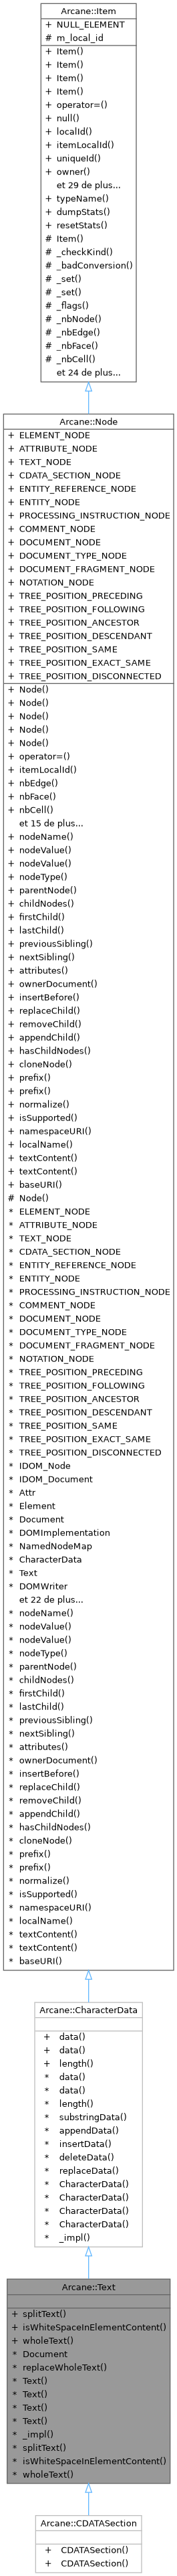 Arcane::Item
+ NULL_ELEMENT
# m_local_id
+ Item()
+ Item()
+ Item()
+ Item()
+ operator=()
+ null()
+ localId()
+ itemLocalId()
+ uniqueId()
+ owner()
et 29 de plus...
+ typeName()
+ dumpStats()
+ resetStats()
# Item()
# _checkKind()
# _badConversion()
# _set()
# _set()
# _flags()
# _nbNode()
# _nbEdge()
# _nbFace()
# _nbCell()
et 24 de plus...
Arcane::Node
+ ELEMENT_NODE
+ ATTRIBUTE_NODE
+ TEXT_NODE
+ CDATA_SECTION_NODE
+ ENTITY_REFERENCE_NODE
+ ENTITY_NODE
+ PROCESSING_INSTRUCTION_NODE
+ COMMENT_NODE
+ DOCUMENT_NODE
+ DOCUMENT_TYPE_NODE
+ DOCUMENT_FRAGMENT_NODE
+ NOTATION_NODE
+ TREE_POSITION_PRECEDING
+ TREE_POSITION_FOLLOWING
+ TREE_POSITION_ANCESTOR
+ TREE_POSITION_DESCENDANT
+ TREE_POSITION_SAME
+ TREE_POSITION_EXACT_SAME
+ TREE_POSITION_DISCONNECTED
+ Node()
+ Node()
+ Node()
+ Node()
+ Node()
+ operator=()
+ itemLocalId()
+ nbEdge()
+ nbFace()
+ nbCell()
et 15 de plus...
+ nodeName()
+ nodeValue()
+ nodeValue()
+ nodeType()
+ parentNode()
+ childNodes()
+ firstChild()
+ lastChild()
+ previousSibling()
+ nextSibling()
+ attributes()
+ ownerDocument()
+ insertBefore()
+ replaceChild()
+ removeChild()
+ appendChild()
+ hasChildNodes()
+ cloneNode()
+ prefix()
+ prefix()
+ normalize()
+ isSupported()
+ namespaceURI()
+ localName()
+ textContent()
+ textContent()
+ baseURI()
# Node()
* ELEMENT_NODE
* ATTRIBUTE_NODE
* TEXT_NODE
* CDATA_SECTION_NODE
* ENTITY_REFERENCE_NODE
* ENTITY_NODE
* PROCESSING_INSTRUCTION_NODE
* COMMENT_NODE
* DOCUMENT_NODE
* DOCUMENT_TYPE_NODE
* DOCUMENT_FRAGMENT_NODE
* NOTATION_NODE
* TREE_POSITION_PRECEDING
* TREE_POSITION_FOLLOWING
* TREE_POSITION_ANCESTOR
* TREE_POSITION_DESCENDANT
* TREE_POSITION_SAME
* TREE_POSITION_EXACT_SAME
* TREE_POSITION_DISCONNECTED
* IDOM_Node
* IDOM_Document
* Attr
* Element
* Document
* DOMImplementation
* NamedNodeMap
* CharacterData
* Text
* DOMWriter
et 22 de plus...
* nodeName()
* nodeValue()
* nodeValue()
* nodeType()
* parentNode()
* childNodes()
* firstChild()
* lastChild()
* previousSibling()
* nextSibling()
* attributes()
* ownerDocument()
* insertBefore()
* replaceChild()
* removeChild()
* appendChild()
* hasChildNodes()
* cloneNode()
* prefix()
* prefix()
* normalize()
* isSupported()
* namespaceURI()
* localName()
* textContent()
* textContent()
* baseURI()
Arcane::CharacterData
+ data()
+ data()
+ length()
* data()
* data()
* length()
* substringData()
* appendData()
* insertData()
* deleteData()
* replaceData()
* CharacterData()
* CharacterData()
* CharacterData()
* CharacterData()
* _impl()
Arcane::Text
+ splitText()
+ isWhiteSpaceInElementContent()
+ wholeText()
* Document
* replaceWholeText()
* Text()
* Text()
* Text()
* Text()
* _impl()
* splitText()
* isWhiteSpaceInElementContent()
* wholeText()
Arcane::CDATASection
+ CDATASection()
+ CDATASection()